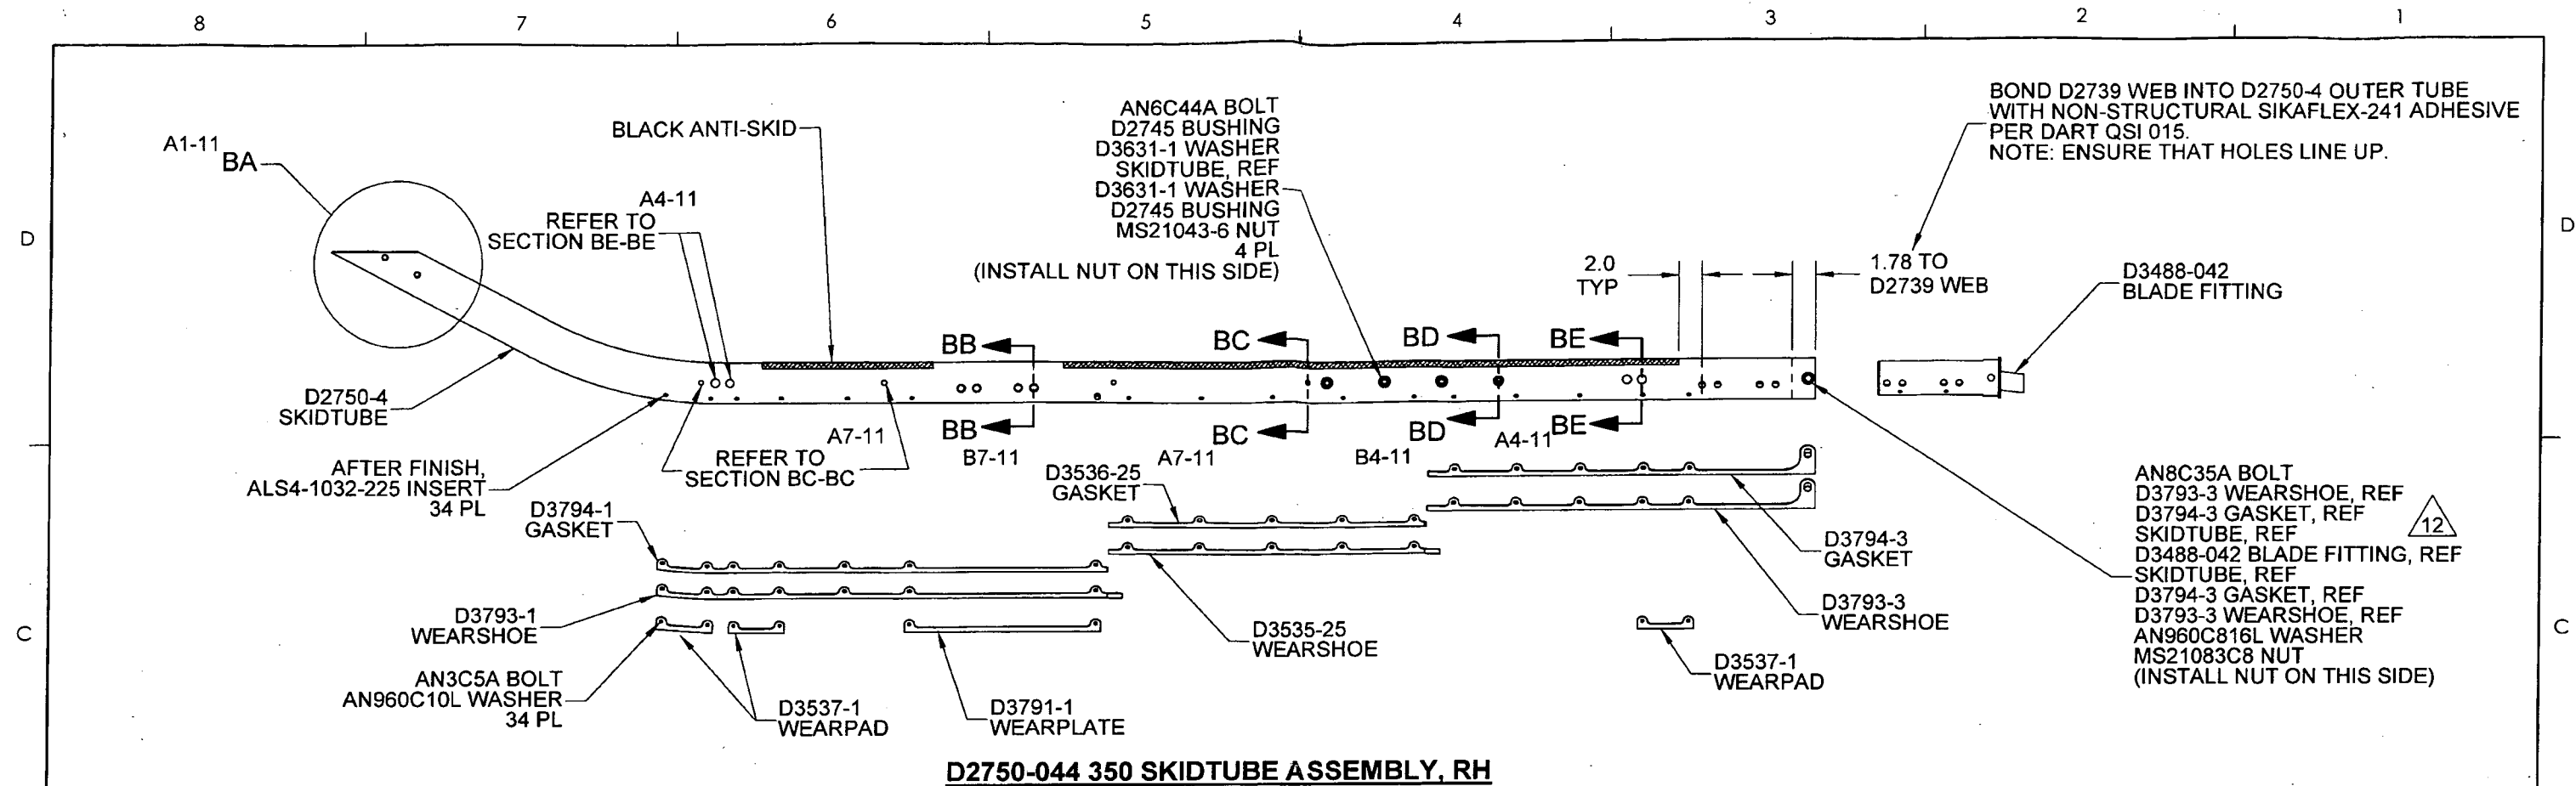 8 7 6 5 4 3 2 1
BOND D2739 WEB INTO D2750-4 OUTER TUBE
WITH NON-STRUCTURAL SIKAFLEX-241 ADHESIVE
PER DART QSI 015.
NOTE: ENSURE THAT HOLES LINE UP.
AN6C44A BOLT
D2745 BUSHING
D3631-1 WASHER
SKIDTUBE, REF
D3631-1 WASHER
D2745 BUSHING
MS21043-6 NUT
4 PL
(INSTALL NUT ON THIS SIDE)
BLACK ANTI-SKID
A1-11
BA
A4-11
REFER TO
SECTION BE-BE
D
D
2.0
TYP
1.78 TO
D2739 WEB
D3488-042
BLADE FITTING
BB
BC
BD
BE
D2750-4
SKIDTUBE
BB
BC
BD
BE
A7-11
B7-11
A7-11
B4-11
A4-11
REFER TO
SECTION BC-BC
AFTER FINISH,
ALS4-1032-225 INSERT
34 PL
D3794-1
GASKET
D3536-25
GASKET
D3794-3
GASKET
AN8C35A BOLT
D3793-3 WEARSHOE, REF
D3794-3 GASKET, REF
SKIDTUBE, REF
D3488-042 BLADE FITTING, REF
SKIDTUBE, REF
D3794-3 GASKET, REF
D3793-3 WEARSHOE, REF
AN960C816L WASHER
MS21083C8 NUT
(INSTALL NUT ON THIS SIDE)
12
C
C
D3793-1
WEARSHOE
D3535-25
WEARSHOE
D3793-3
WEARSHOE
AN3C5A BOLT
AN960C10L WASHER
34 PL
D3537-1
WEARPAD
D3791-1
WEARPLATE
D3537-1
WEARPAD
D2750-044 350 SKIDTUBE ASSEMBLY, RH